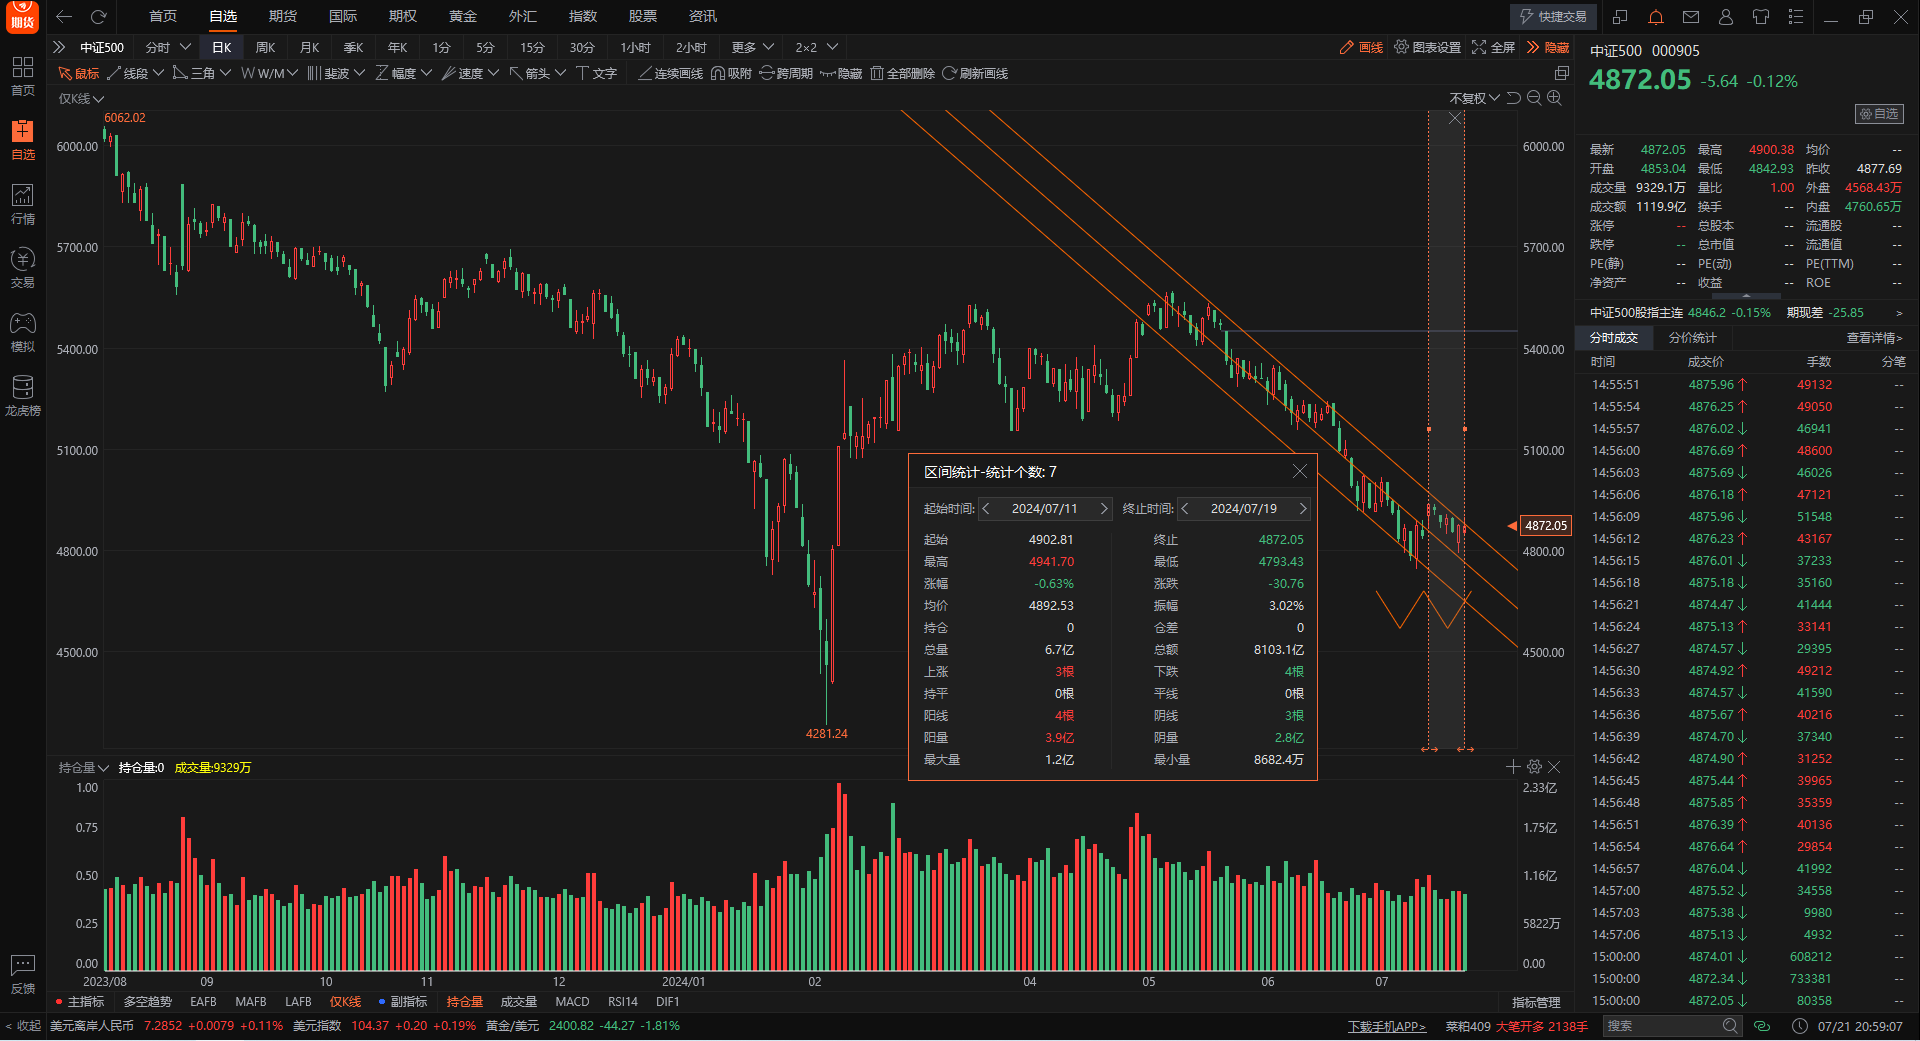 期货
首页 自选 期货 国际 期权 黄金 外汇 指数 股票 资讯
快捷交易
中证500 分时 日K 周K 月K 季K 年K 1分 5分 15分 30分 1小时 2小时 更多 2×2
画线 图表设置 全屏 隐藏
鼠标 线段 三角 W/M 斐波 幅度 速度 箭头 文字 连续画线 吸附 跨周期 隐藏 全部删除 刷新画线
首页
自选
行情
交易
模拟
龙虎榜
反馈
仅K线
不复权
6062.02
6000.00 6000.00
5700.00 5700.00
5400.00 5400.00
5100.00 5100.00
4872.05
4800.00 4800.00
4500.00 4500.00
4281.24
区间统计-统计个数: 7
起始时间: 2024/07/11 终止时间: 2024/07/19
起始 4902.81 终止 4872.05
最高 4941.70 最低 4793.43
涨幅 -0.63% 涨跌 -30.76
均价 4892.53 振幅 3.02%
持仓 0 仓差 0
总量 6.7亿 总额 8103.1亿
上涨 3根 下跌 4根
持平 0根 平线 0根
阳线 4根 阴线 3根
阳量 3.9亿 阴量 2.8亿
最大量 1.2亿 最小量 8682.4万
持仓量 持仓量:0 成交量:9329万
1.00 2.33亿
0.75 1.75亿
0.50 1.16亿
0.25 5822万
0.00 0.00
2023/08 09 10 11 12 2024/01 02 04 05 06 07
主指标 多空趋势 EAFB MAFB LAFB 仅K线 副指标 持仓量 成交量 MACD RSI14 DIF1 指标管理
中证500 000905
4872.05 -5.64 -0.12%
自选
最新 4872.05 最高 4900.38 均价 --
开盘 4853.04 最低 4842.93 昨收 4877.69
成交量 9329.1万 量比 1.00 外盘 4568.43万
成交额 1119.9亿 换手 -- 内盘 4760.65万
涨停 -- 总股本 -- 流通股 --
跌停 -- 总市值 -- 流通值 --
PE(静) -- PE(动) -- PE(TTM) --
净资产 -- 收益 -- ROE --
中证500股指主连 4846.2 -0.15% 期现差 -25.85 >
分时成交 分价统计 查看详情>
时间 成交价 手数 分笔
14:55:51 4875.96↑ 49132 --
14:55:54 4876.25↑ 49050 --
14:55:57 4876.02↓ 46941 --
14:56:00 4876.69↑ 48600 --
14:56:03 4875.69↓ 46026 --
14:56:06 4876.18↑ 47121 --
14:56:09 4875.96↓ 51548 --
14:56:12 4876.23↑ 43167 --
14:56:15 4876.01↓ 37233 --
14:56:18 4875.18↓ 35160 --
14:56:21 4874.47↓ 41444 --
14:56:24 4875.13↑ 33141 --
14:56:27 4874.57↓ 29395 --
14:56:30 4874.92↑ 49212 --
14:56:33 4874.57↓ 41590 --
14:56:36 4875.67↑ 40216 --
14:56:39 4874.70↓ 37340 --
14:56:42 4874.90↑ 31252 --
14:56:45 4875.44↑ 39965 --
14:56:48 4875.85↑ 35359 --
14:56:51 4876.39↑ 40136 --
14:56:54 4876.64↑ 29854 --
14:56:57 4876.04↓ 41992 --
14:57:00 4875.52↓ 34558 --
14:57:03 4875.38↓ 9980 --
14:57:06 4875.13↓ 4932 --
15:00:00 4874.01↓ 608212 --
15:00:00 4872.34↓ 733381 --
15:00:00 4872.05↓ 80358 --
< 收起 美元离岸人民币 7.2852 +0.0079 +0.11% 美元指数 104.37 +0.20 +0.19% 黄金/美元 2400.82 -44.27 -1.81% 下载手机APP> 菜粕409 大笔开多 2138手 搜索 07/21 20:59:07